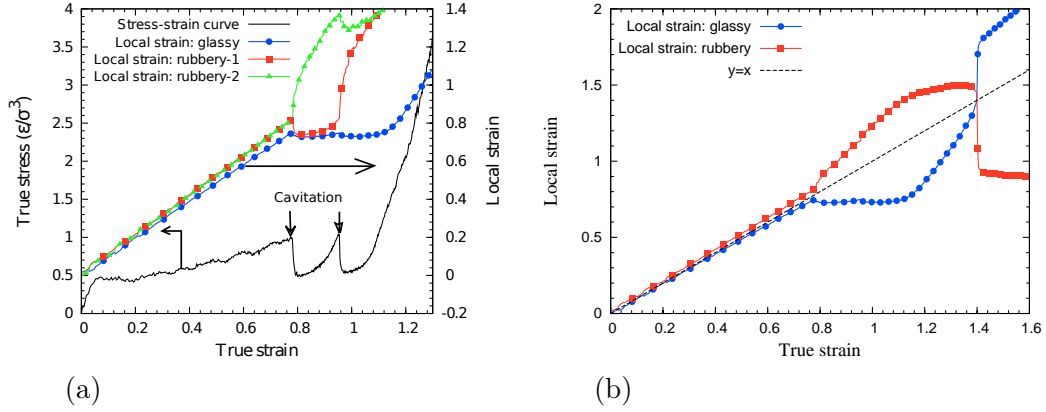 Stress-strain curve
Local strain: glassy
Local strain: rubbery-1
Local strain: rubbery-2
Cavitation
True stress (ε/σ³)
4
3.5
3
2.5
2
1.5
1
0.5
0
1.4
1.2
1
0.8
0.6
0.4
0.2
0
-0.2
Local strain
0 0.2 0.4 0.6 0.8 1 1.2
True strain
(a)
Local strain: glassy
Local strain: rubbery
y=x
Local strain
2
1.5
1
0.5
0
0 0.2 0.4 0.6 0.8 1 1.2 1.4 1.6
True strain
(b)